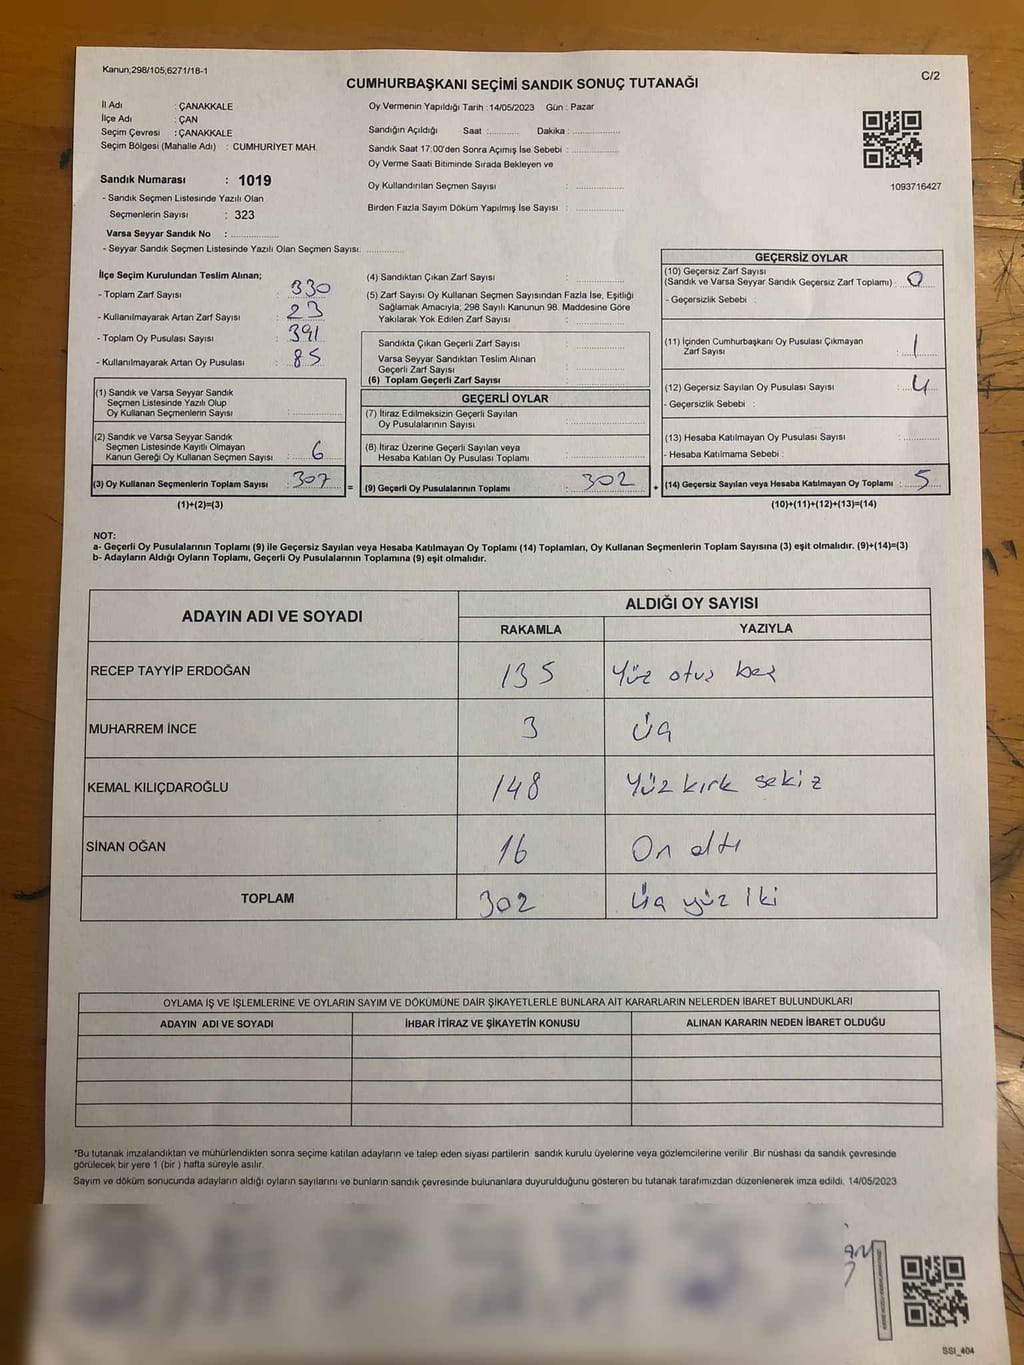 Kanun;298/105,6271/18-1
C/2
CUMHURBAŞKANI SEÇİMİ SANDIK SONUÇ TUTANAĞI
İl Adı : ÇANAKKALE
İlçe Adı : ÇAN
Seçim Çevresi : ÇANAKKALE
Seçim Bölgesi (Mahalle Adı) : CUMHURİYET MAH.
Oy Vermenin Yapıldığı Tarih : 14/05/2023 Gün : Pazar
Sandığın Açıldığı Saat :........... Dakika : ................
Sandık Saat 17:00'den Sonra Açımış İse Sebebi : ................
Oy Verme Saati Bitiminde Sırada Bekleyen ve
Oy Kullandırılan Seçmen Sayısı : ................
Birden Fazla Sayım Döküm Yapılmış İse Sayısı : ................
1093716427
Sandık Numarası : 1019
- Sandık Seçmen Listesinde Yazılı Olan
Seçmenlerin Sayısı : 323
Varsa Seyyar Sandık No : ................
- Seyyar Sandık Seçmen Listesinde Yazılı Olan Seçmen Sayısı: .............
İlçe Seçim Kurulundan Teslim Alınan;
- Toplam Zarf Sayısı : 330
- Kullanılmayarak Artan Zarf Sayısı : 23
- Toplam Oy Pusulası Sayısı : 391
- Kullanılmayarak Artan Oy Pusulası : 85
(1) Sandık ve Varsa Seyyar Sandık
Seçmen Listesinde Yazılı Olup
Oy Kullanan Seçmenlerin Sayısı : ................
(2) Sandık ve Varsa Seyyar Sandık
Seçmen Listesinde Kayıtlı Olmayan
Kanun Gereği Oy Kullanan Seçmen Sayısı : 6
(3) Oy Kullanan Seçmenlerin Toplam Sayısı : 307
(1)+(2)=(3)
(4) Sandıktan Çıkan Zarf Sayısı : ................
(5) Zarf Sayısı Oy Kullanan Seçmen Sayısından Fazla İse, Eşitliği
Sağlamak Amacıyla; 298 Sayılı Kanunun 98. Maddesine Göre
Yakılarak Yok Edilen Zarf Sayısı : ................
Sandıkta Çıkan Geçerli Zarf Sayısı : ................
Varsa Seyyar Sandıktan Teslim Alınan
Geçerli Zarf Sayısı : ................
(6) Toplam Geçerli Zarf Sayısı : ................
GEÇERLİ OYLAR
(7) İtiraz Edilmeksizin Geçerli Sayılan
Oy Pusulalarının Sayısı : ................
(8) İtiraz Üzerine Geçerli Sayılan veya
Hesaba Katılan Oy Pusulası Toplamı : ................
= (9) Geçerli Oy Pusulalarının Toplamı : 302 +
GEÇERSİZ OYLAR
(10) Geçersiz Zarf Sayısı
(Sandık ve Varsa Seyyar Sandık Geçersiz Zarf Toplamı) : 0
- Geçersizlik Sebebi :
(11) İçinden Cumhurbaşkanı Oy Pusulası Çıkmayan
Zarf Sayısı : 1
(12) Geçersiz Sayılan Oy Pusulası Sayısı : 4
- Geçersizlik Sebebi :
(13) Hesaba Katılmayan Oy Pusulası Sayısı : ............
- Hesaba Katılmama Sebebi :
(14) Geçersiz Sayılan veya Hesaba Katılmayan Oy Toplamı : 5
(10)+(11)+(12)+(13)=(14)
NOT:
a- Geçerli Oy Pusulalarının Toplamı (9) ile Geçersiz Sayılan veya Hesaba Katılmayan Oy Toplamı (14) Toplamları, Oy Kullanan Seçmenlerin Toplam Sayısına (3) eşit olmalıdır. (9)+(14)=(3)
b- Adayların Aldığı Oyların Toplamı, Geçerli Oy Pusulalarının Toplamına (9) eşit olmalıdır.
ADAYIN ADI VE SOYADI
ALDIĞI OY SAYISI
RAKAMLA YAZIYLA
RECEP TAYYİP ERDOĞAN 135 Yüz otuz beş
MUHARREM İNCE 3 Üç
KEMAL KILIÇDAROĞLU 148 Yüz kırk sekiz
SİNAN OĞAN 16 On altı
TOPLAM 302 Üç yüz iki
OYLAMA İŞ VE İŞLEMLERİNE VE OYLARIN SAYIM VE DÖKÜMÜNE DAİR ŞİKAYETLERLE BUNLARA AİT KARARLARIN NELERDEN İBARET BULUNDUKLARI
ADAYIN ADI VE SOYADI İHBAR İTİRAZ VE ŞİKAYETİN KONUSU ALINAN KARARIN NEDEN İBARET OLDUĞU
*Bu tutanak imzalandıktan ve mühürlendikten sonra seçime katılan adayların ve talep eden siyasi partilerin sandık kurulu üyelerine veya gözlemcilerine verilir .Bir nüshası da sandık çevresinde
görülecek bir yere 1 (bir ) hafta süreyle asılır.
Sayım ve döküm sonucunda adayların aldığı oyların sayılarını ve bunların sandık çevresinde bulunanlara duyurulduğunu gösteren bu tutanak tarafımızdan düzenlenerek imza edildi. 14/05/2023
SSI_404